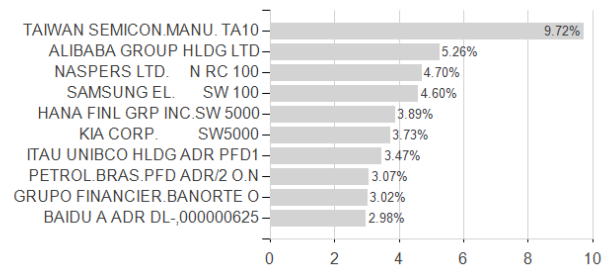 TAIWAN SEMICON.MANU. TA10 9.72%
ALIBABA GROUP HLDG LTD 5.26%
NASPERS LTD. N RC 100 4.70%
SAMSUNG EL. SW 100 4.60%
HANA FINL GRP INC.SW 5000 3.89%
KIA CORP. SW5000 3.73%
ITAU UNIBCO HLDG ADR PFD1 3.47%
PETROL.BRAS.PFD ADR/2 O.N 3.07%
GRUPO FINANCIER.BANORTE O 3.02%
BAIDU A ADR DL-,000000625 2.98%
0 2 4 6 8 10